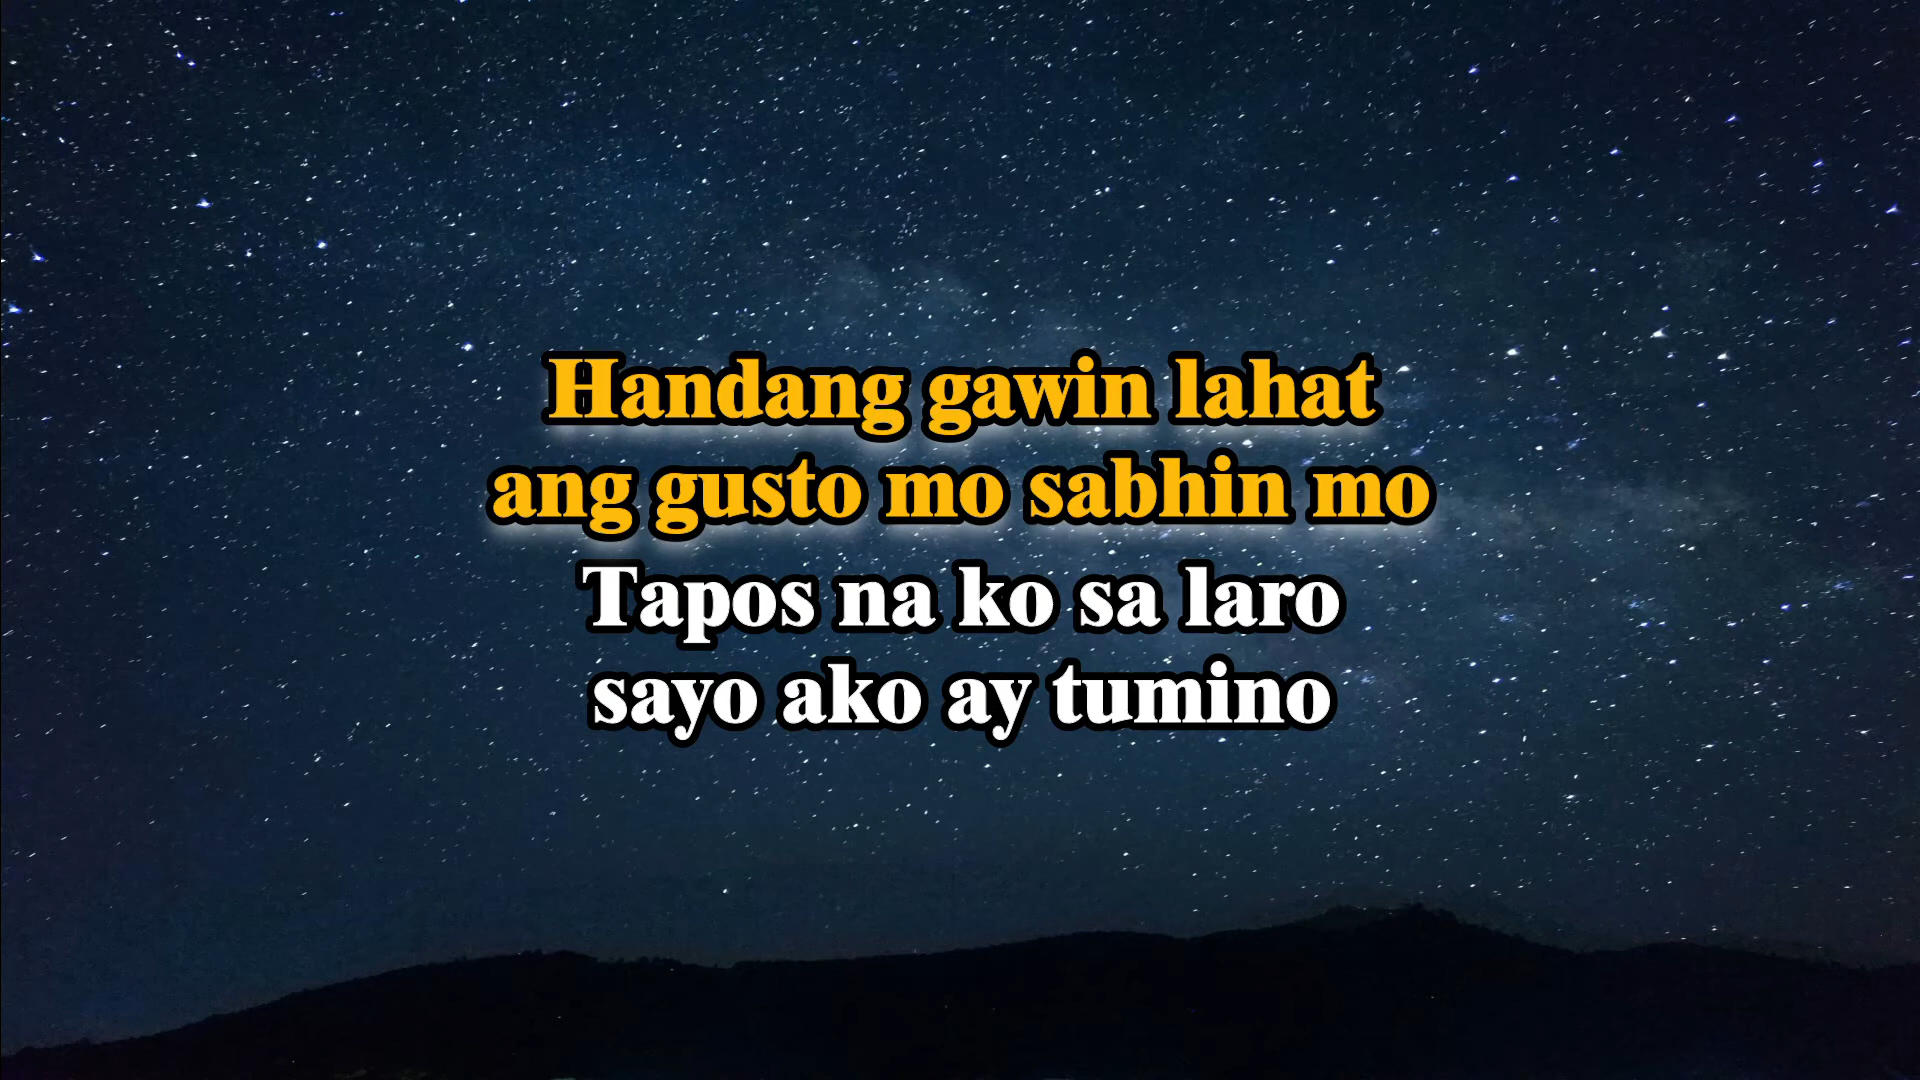 Handang gawin lahat
ang gusto mo sabhin mo
Tapos na ko sa laro
sayo ako ay tumino